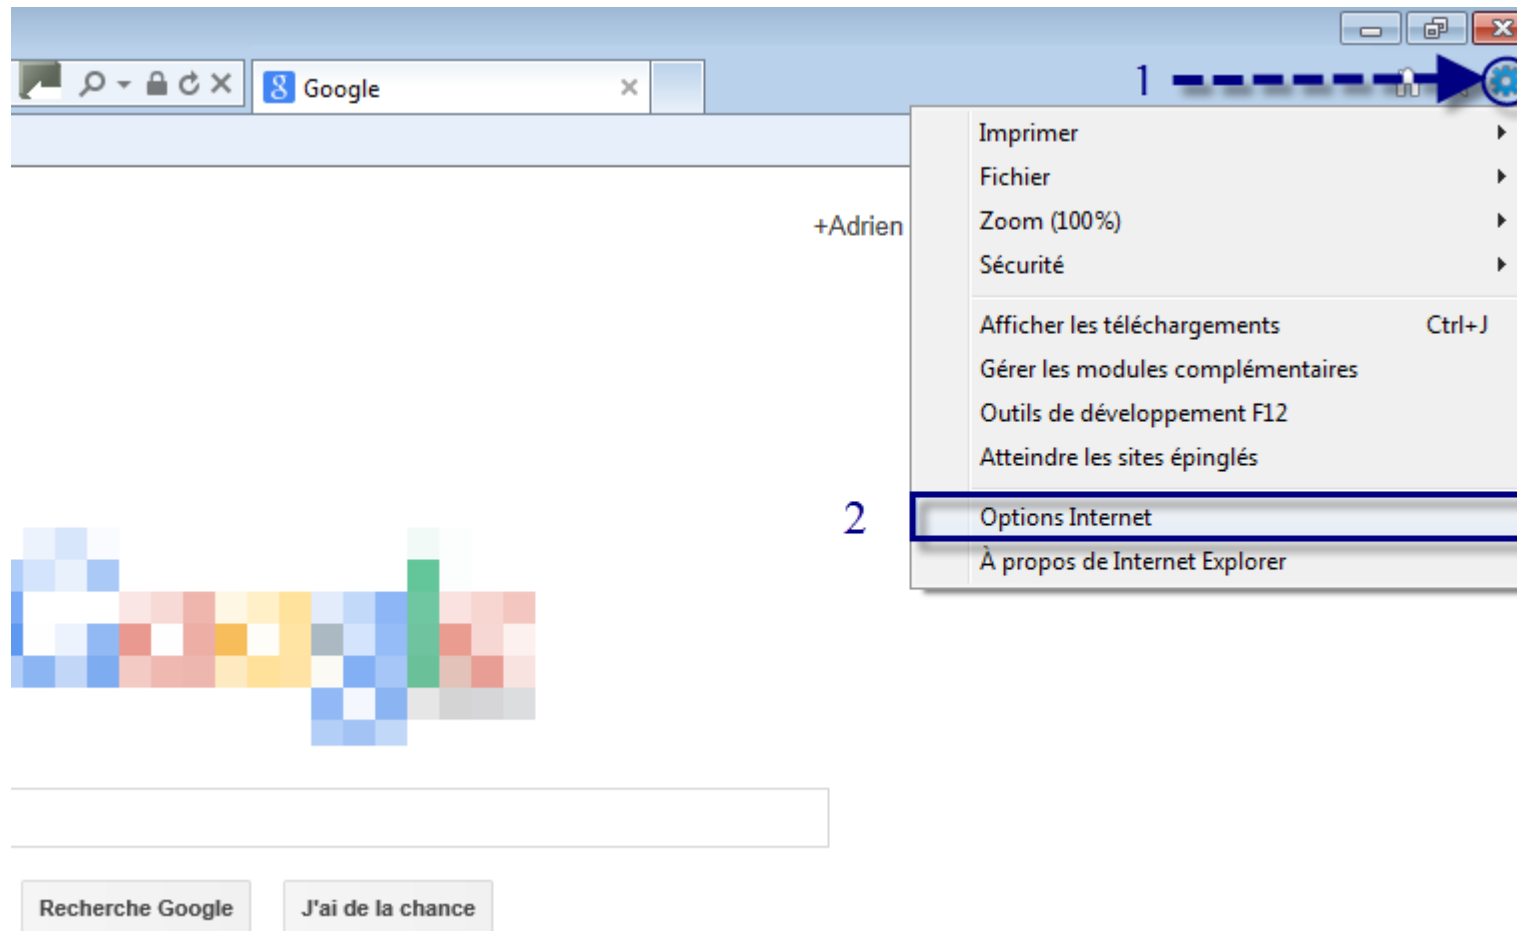 Google
1
Imprimer
Fichier
+Adrien
Zoom (100%)
Sécurité
Afficher les téléchargements Ctrl+J
Gérer les modules complémentaires
Outils de développement F12
Atteindre les sites épinglés
2
Options Internet
À propos de Internet Explorer
Recherche Google
J'ai de la chance